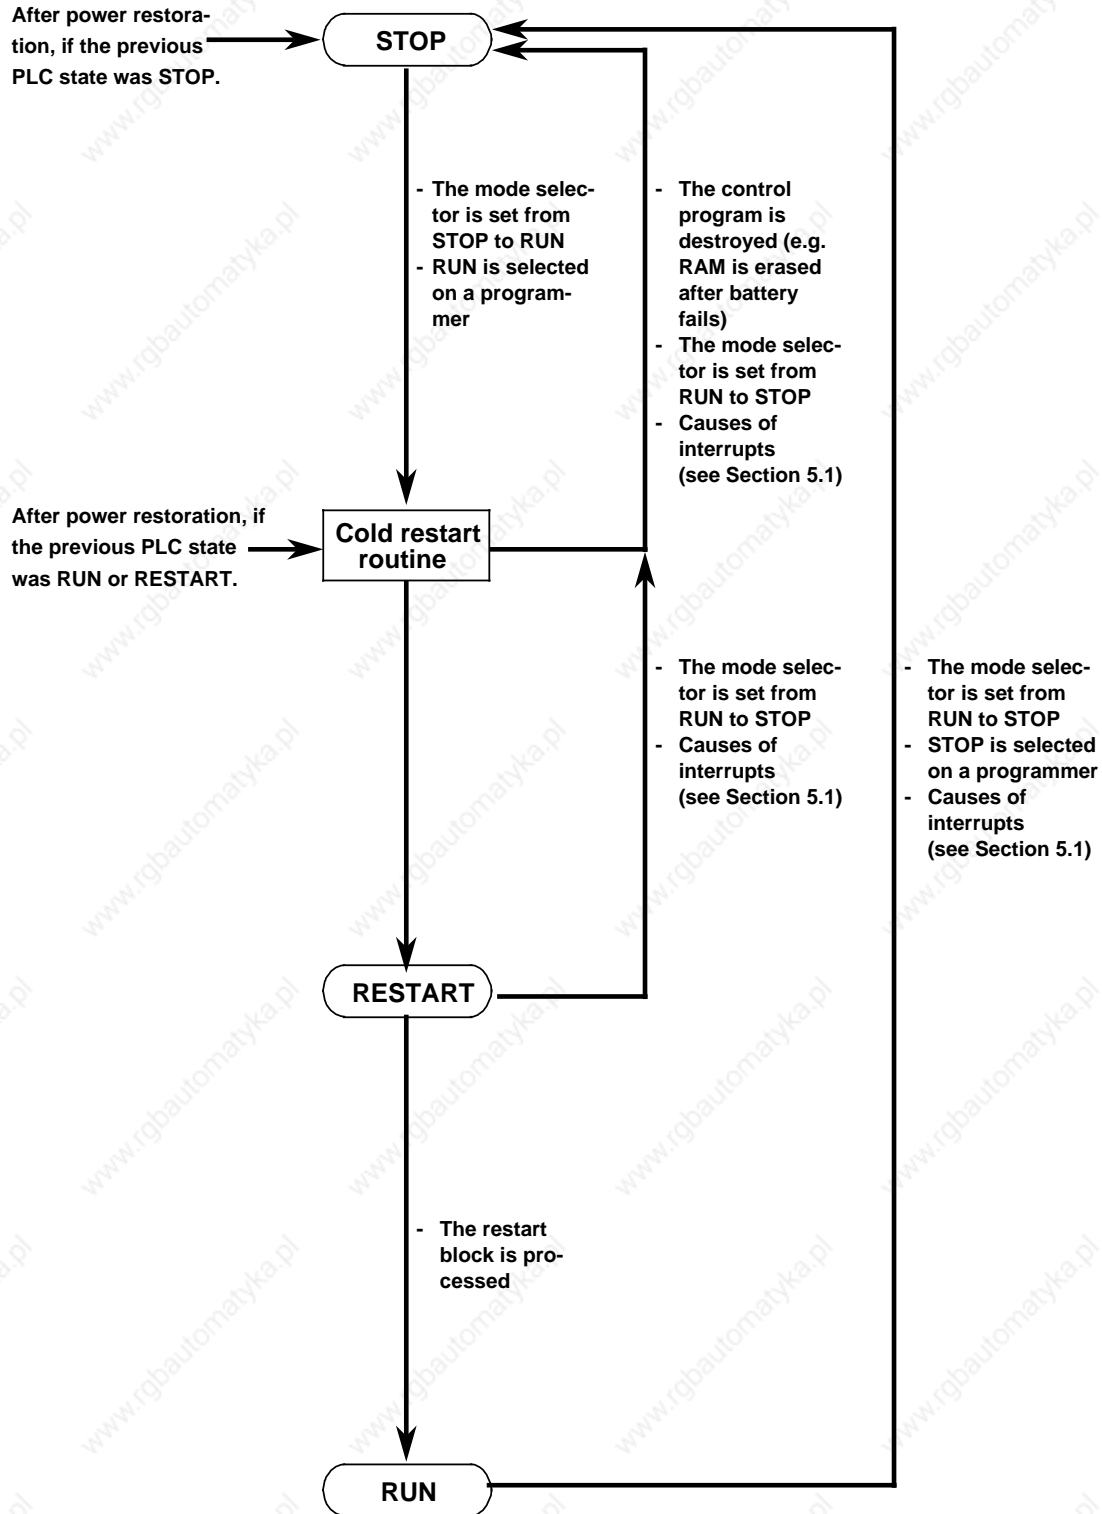 After power restora-
tion, if the previous
PLC state was STOP.
STOP
- The mode selec-
tor is set from
STOP to RUN
- RUN is selected
on a program-
mer
- The control
program is
destroyed (e.g.
RAM is erased
after battery
fails)
- The mode selec-
tor is set from
RUN to STOP
- Causes of
interrupts
(see Section 5.1)
After power restoration, if
the previous PLC state
was RUN or RESTART.
Cold restart
routine
- The mode selec-
tor is set from
RUN to STOP
- Causes of
interrupts
(see Section 5.1)
- The mode selec-
tor is set from
RUN to STOP
- STOP is selected
on a programmer
- Causes of
interrupts
(see Section 5.1)
RESTART
- The restart
block is pro-
cessed
RUN
www.rgbautomatyka.pl